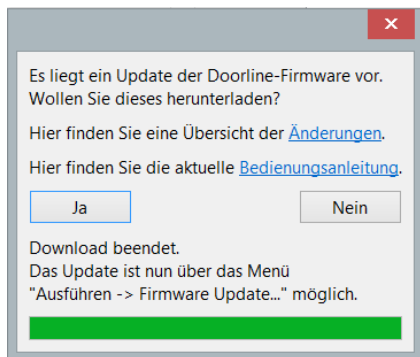 Es liegt ein Update der Doorline-Firmware vor.
Wollen Sie dieses herunterladen?
Hier finden Sie eine Übersicht der Änderungen.
Hier finden Sie die aktuelle Bedienungsanleitung.
Ja
Nein
Download beendet.
Das Update ist nun über das Menü
"Ausführen -> Firmware Update..." möglich.